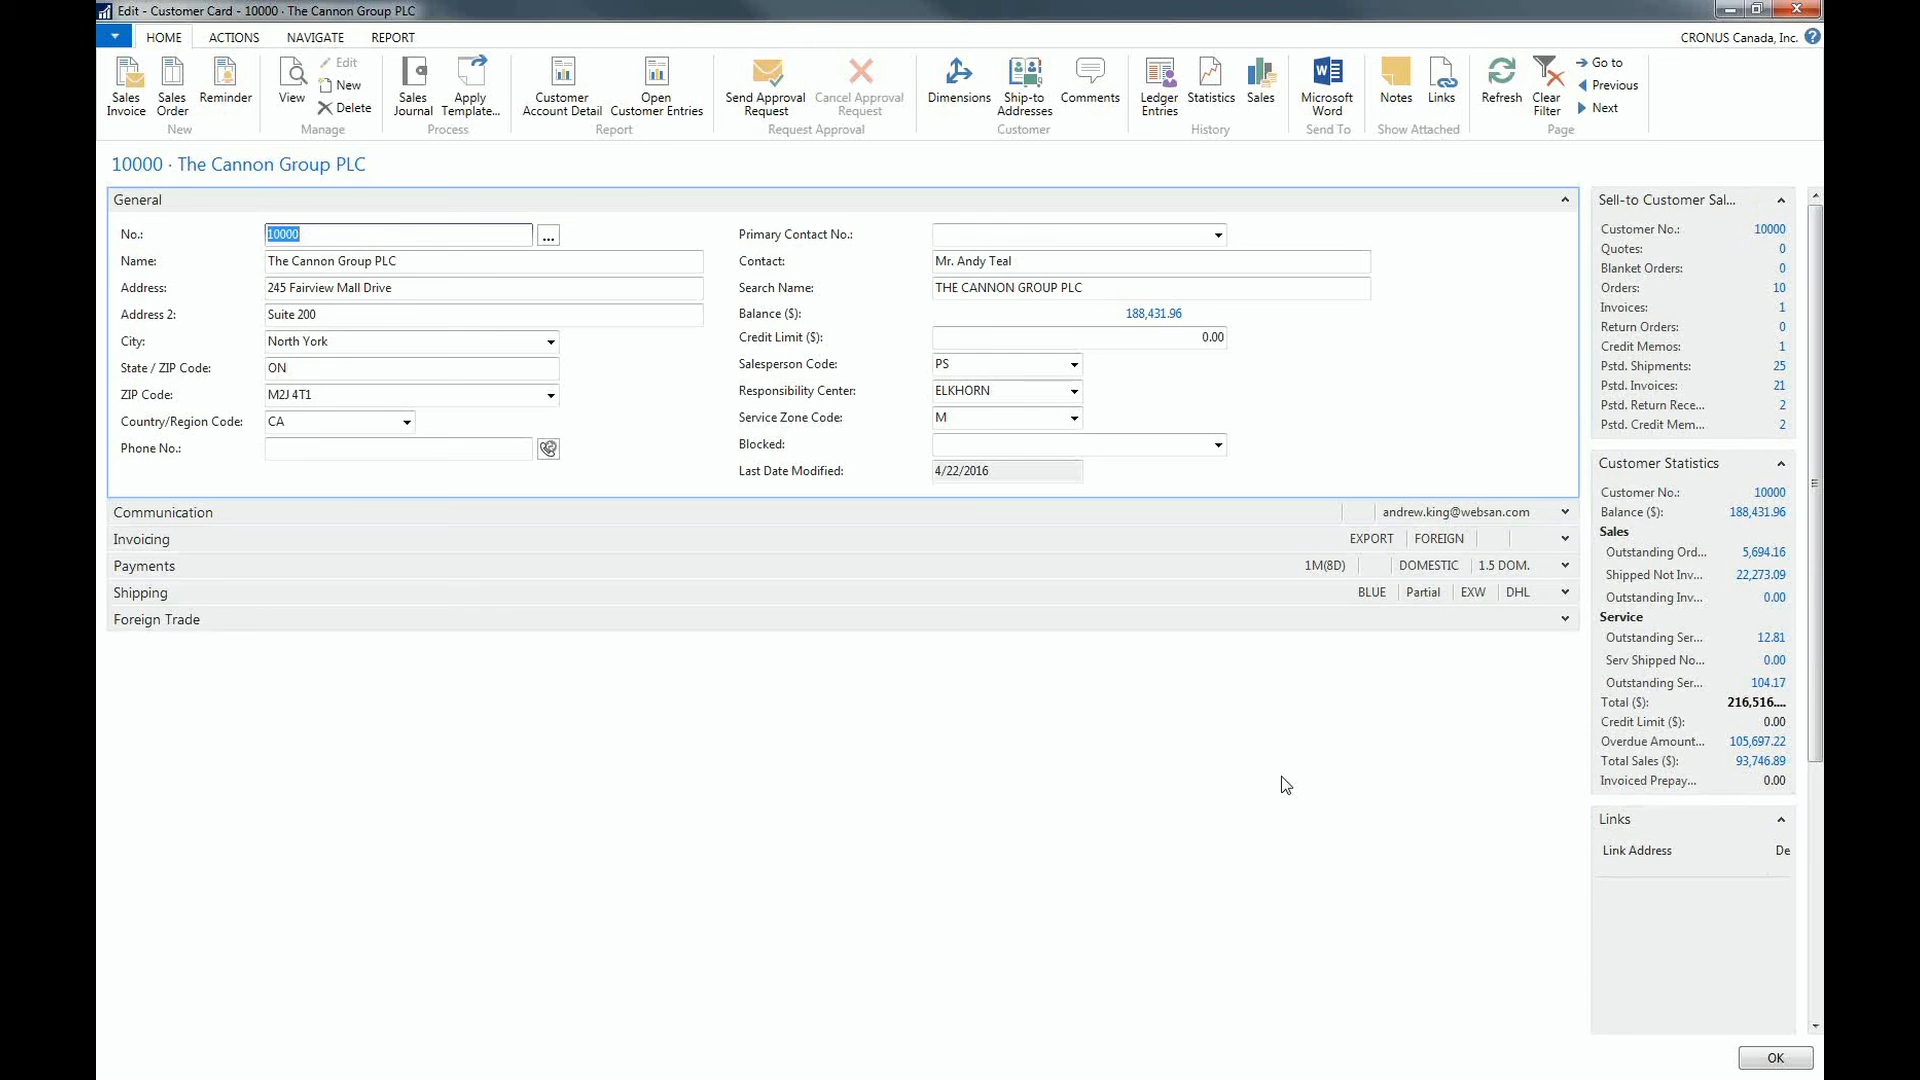 Edit - Customer Card - 10000 · The Cannon Group PLC
HOME ACTIONS NAVIGATE REPORT CRONUS Canada, Inc.
Sales Invoice
Sales Order
Reminder
New
View
Edit
New
Delete
Manage
Sales Journal
Apply Template...
Process
Customer Account Detail
Open Customer Entries
Report
Send Approval Request
Cancel Approval Request
Request Approval
Dimensions
Ship-to Addresses
Comments
Customer
Ledger Entries
Statistics
Sales
History
Microsoft Word
Send To
Notes
Links
Show Attached
Refresh
Clear Filter
Go to
Previous
Next
Page
10000 · The Cannon Group PLC
General
No.: 10000 ...
Name: The Cannon Group PLC
Address: 245 Fairview Mall Drive
Address 2: Suite 200
City: North York
State / ZIP Code: ON
ZIP Code: M2J 4T1
Country/Region Code: CA
Phone No.:
Primary Contact No.:
Contact: Mr. Andy Teal
Search Name: THE CANNON GROUP PLC
Balance ($): 188,431.96
Credit Limit ($): 0.00
Salesperson Code: PS
Responsibility Center: ELKHORN
Service Zone Code: M
Blocked:
Last Date Modified: 4/22/2016
Communication andrew.king@websan.com
Invoicing EXPORT FOREIGN
Payments 1M(8D) DOMESTIC 1.5 DOM.
Shipping BLUE Partial EXW DHL
Foreign Trade
Sell-to Customer Sal...
Customer No.: 10000
Quotes: 0
Blanket Orders: 0
Orders: 10
Invoices: 1
Return Orders: 0
Credit Memos: 1
Pstd. Shipments: 25
Pstd. Invoices: 21
Pstd. Return Rece... 2
Pstd. Credit Mem... 2
Customer Statistics
Customer No.: 10000
Balance ($): 188,431.96
Sales
Outstanding Ord... 5,694.16
Shipped Not Inv... 22,273.09
Outstanding Inv... 0.00
Service
Outstanding Ser... 12.81
Serv Shipped No... 0.00
Outstanding Ser... 104.17
Total ($): 216,516....
Credit Limit ($): 0.00
Overdue Amount... 105,697.22
Total Sales ($): 93,746.89
Invoiced Prepay... 0.00
Links
Link Address De
OK